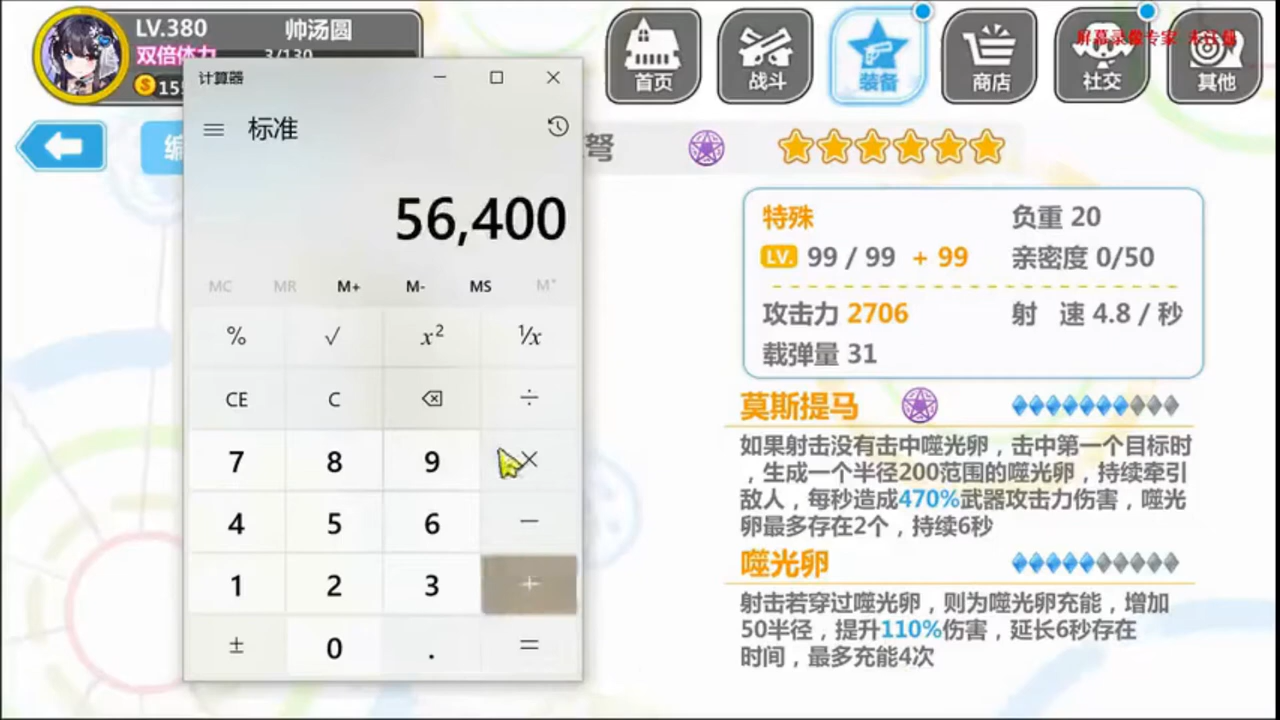 LV.380
帅汤圆
双倍体力
3/130
首页
战斗
装备
商店
社交
其他
屏幕录像专家 未注册
计算器
标准
56,400
MC MR M+ M- MS
% √ x² ¹/x
CE C ÷
7 8 9 ×
4 5 6 −
1 2 3 +
± 0 . =
弩
特殊
负重 20
LV. 99 / 99 + 99
亲密度 0/50
攻击力 2706
射 速 4.8 / 秒
载弹量 31
莫斯提马
如果射击没有击中噬光卵，击中第一个目标时
，生成一个半径200范围的噬光卵，持续牵引
敌人，每秒造成470%武器攻击力伤害，噬光
卵最多存在2个，持续6秒
噬光卵
射击若穿过噬光卵，则为噬光卵充能，增加
50半径，提升110%伤害，延长6秒存在
时间，最多充能4次